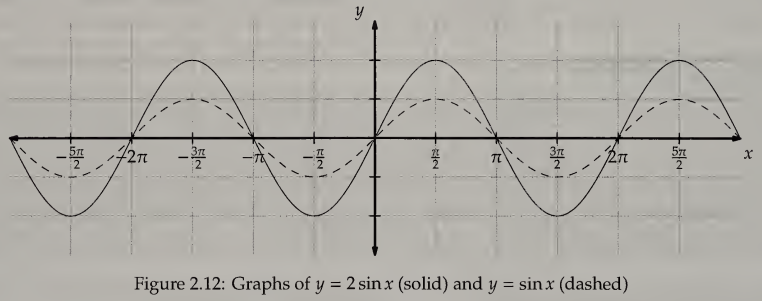 y
-5π/2 -2π -3π/2 -π -π/2 π/2 π 3π/2 2π 5π/2 x
Figure 2.12: Graphs of y = 2 sin x (solid) and y = sin x (dashed)